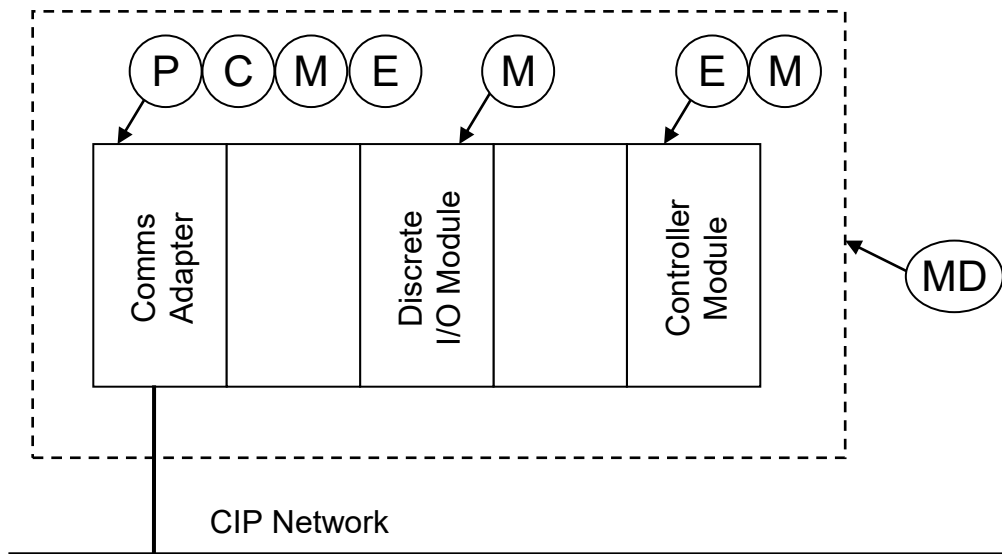 P C M E M E M
Comms
Adapter
Discrete
I/O Module
Controller
Module
MD
CIP Network